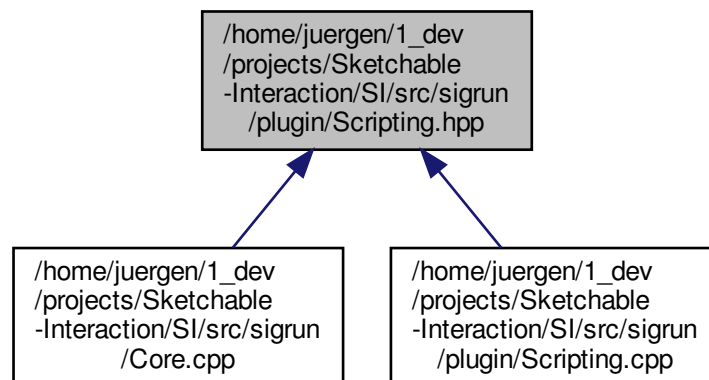 /home/juergen/1_dev
/projects/Sketchable
-Interaction/SI/src/sigrun
/plugin/Scripting.hpp
/home/juergen/1_dev
/projects/Sketchable
-Interaction/SI/src/sigrun
/Core.cpp
/home/juergen/1_dev
/projects/Sketchable
-Interaction/SI/src/sigrun
/plugin/Scripting.cpp